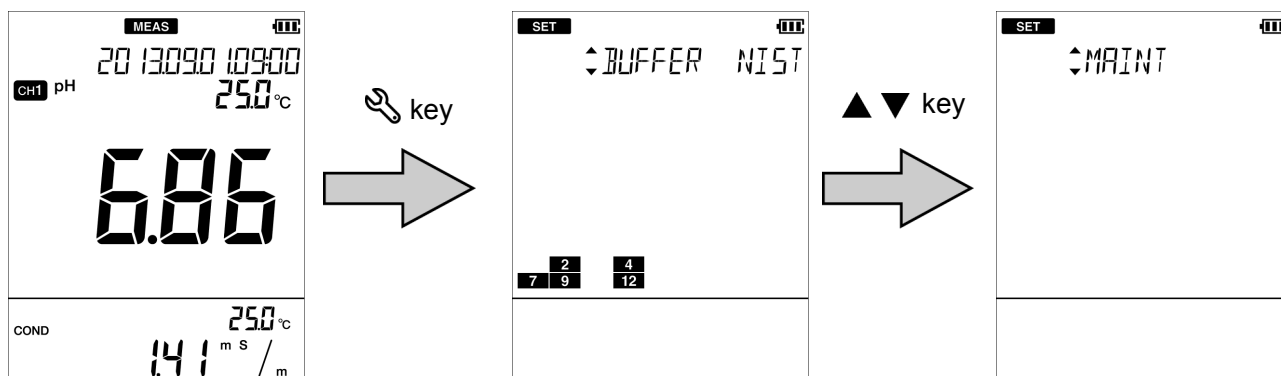 MEAS
2013.09.01.09:00
CH1 pH
25.0 °C
6.86
COND
25.0 °C
1.41 m S / m
key
SET
BUFFER NIST
2 4
7 9 12
▲ ▼ key
SET
MAINT